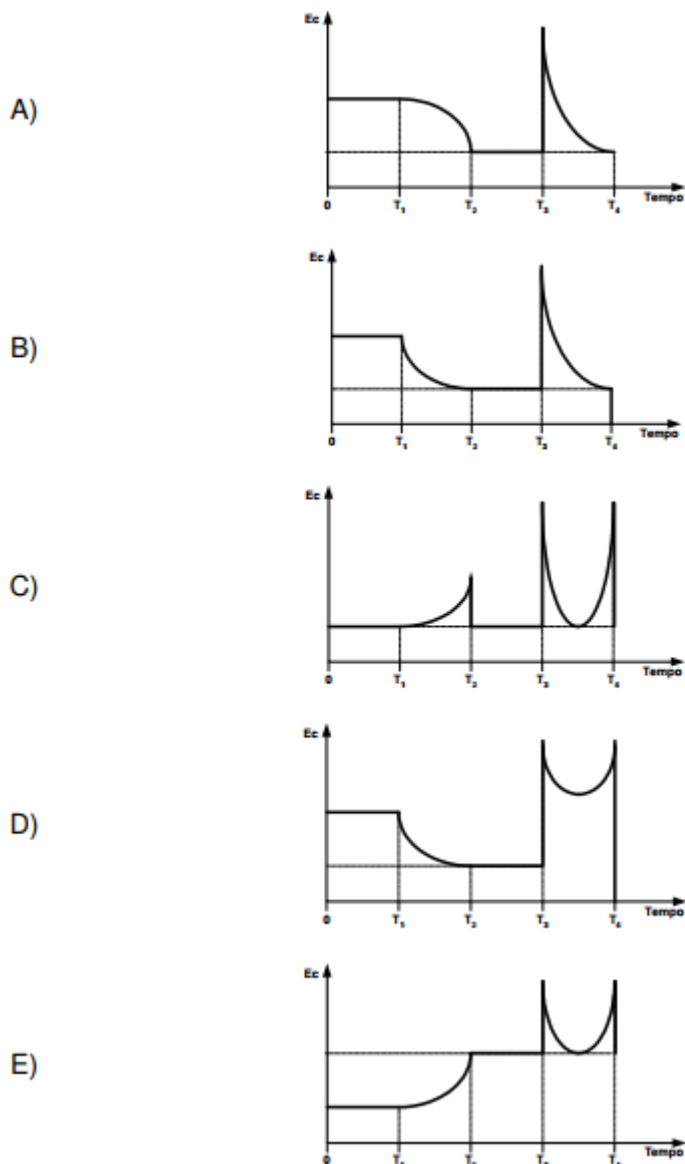 Ec
A)
0 T₁ T₂ T₃ T₄ Tempo
Ec
B)
0 T₁ T₂ T₃ T₄ Tempo
Ec
C)
0 T₁ T₂ T₃ T₄ Tempo
Ec
D)
0 T₁ T₂ T₃ T₄ Tempo
Ec
E)
0 T₁ Tempo